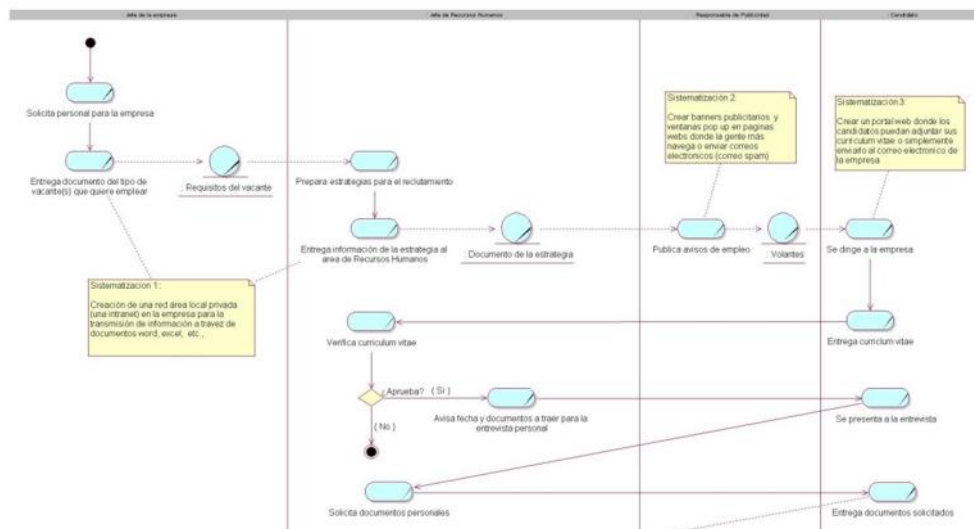 : Jefe de la empresa
: Jefe de Recursos Humanos
: Responsable de Publicidad
: Candidato
Solicita personal para la empresa
Entrega documento del tipo de
vacante(s) que quiere emplear
: Requisitos del vacante
Prepara estrategias para el reclutamiento
Sistematización 2:
Crear banners publicitarios y
ventanas pop up en paginas
webs donde la gente más
navega o enviar correos
electronicos (correo spam)
Sistematización 3:
Crear un portal web donde los
candidatos puedan adjuntar sus
curriculum vitae o simplemente
enviarlo al correo electronico de
la empresa
Entrega información de la estrategia al
area de Recursos Humanos
: Documento de la estrategia
Publica avisos de empleo
: Volantes
Se dirige a la empresa
Sistematizacion 1:
Creación de una red área local privada
(una intranet) en la empresa para la
transmisión de información a travez de
documentos word, excel, etc.,
Verifica curriculum vitae
Entrega curriclum vitae
¿Aprueba?
{ Si }
{ No }
Avisa fecha y documentos a traer para la
entrevista personal
Se presenta a la entrevista
Solicita documentos personales
Entrega documentos solicitados